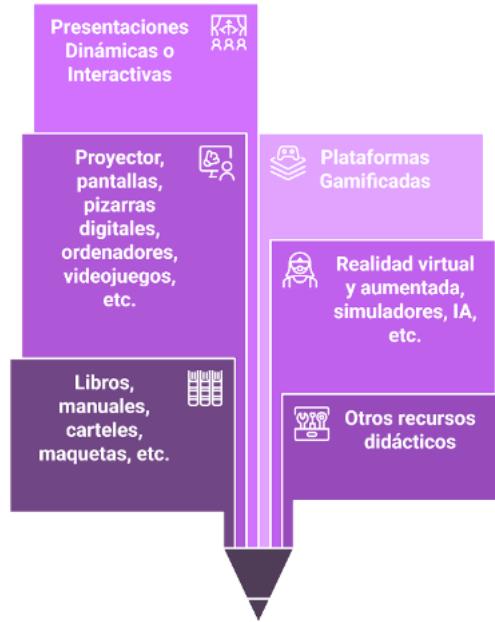 Presentaciones
Dinámicas o
Interactivas
Proyector,
pantallas,
pizarras
digitales,
ordenadores,
videojuegos,
etc.
Libros,
manuales,
carteles,
maquetas, etc.
Plataformas
Gamificadas
Realidad virtual
y aumentada,
simuladores, IA,
etc.
Otros recursos
didácticos